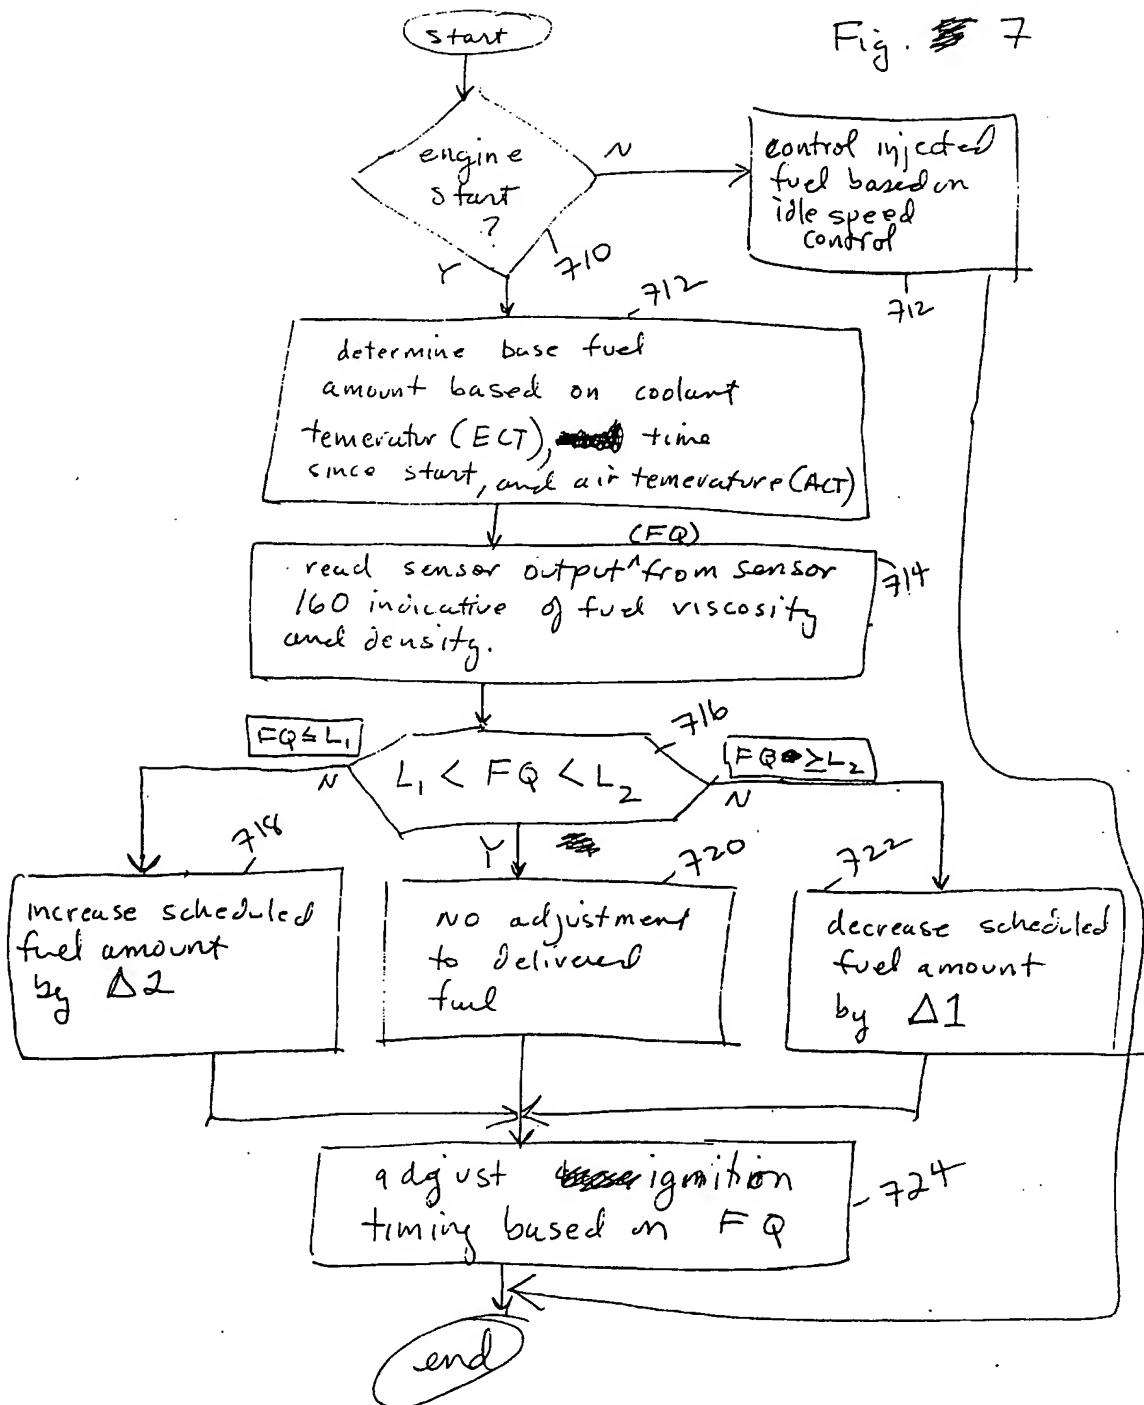 start
Fig. 7
engine
start
?
N
Y
710
control injected
fuel based on
idle speed
control
712
712
determine base fuel
amount based on coolant
temeratur (ECT), time
since start, and air temerature (ACT)
(FQ)
read sensor output ^ from sensor
160 indicative of fuel viscosity
and density.
714
716
FQ ≤ L1
L1 < FQ < L2
FQ ≥ L2
N
N
Y
718
720
722
increase scheduled
fuel amount
by Δ2
NO adjustment
to delivered
fuel
decrease scheduled
fuel amount
by Δ1
adjust ignition
timing based on FQ
724
end